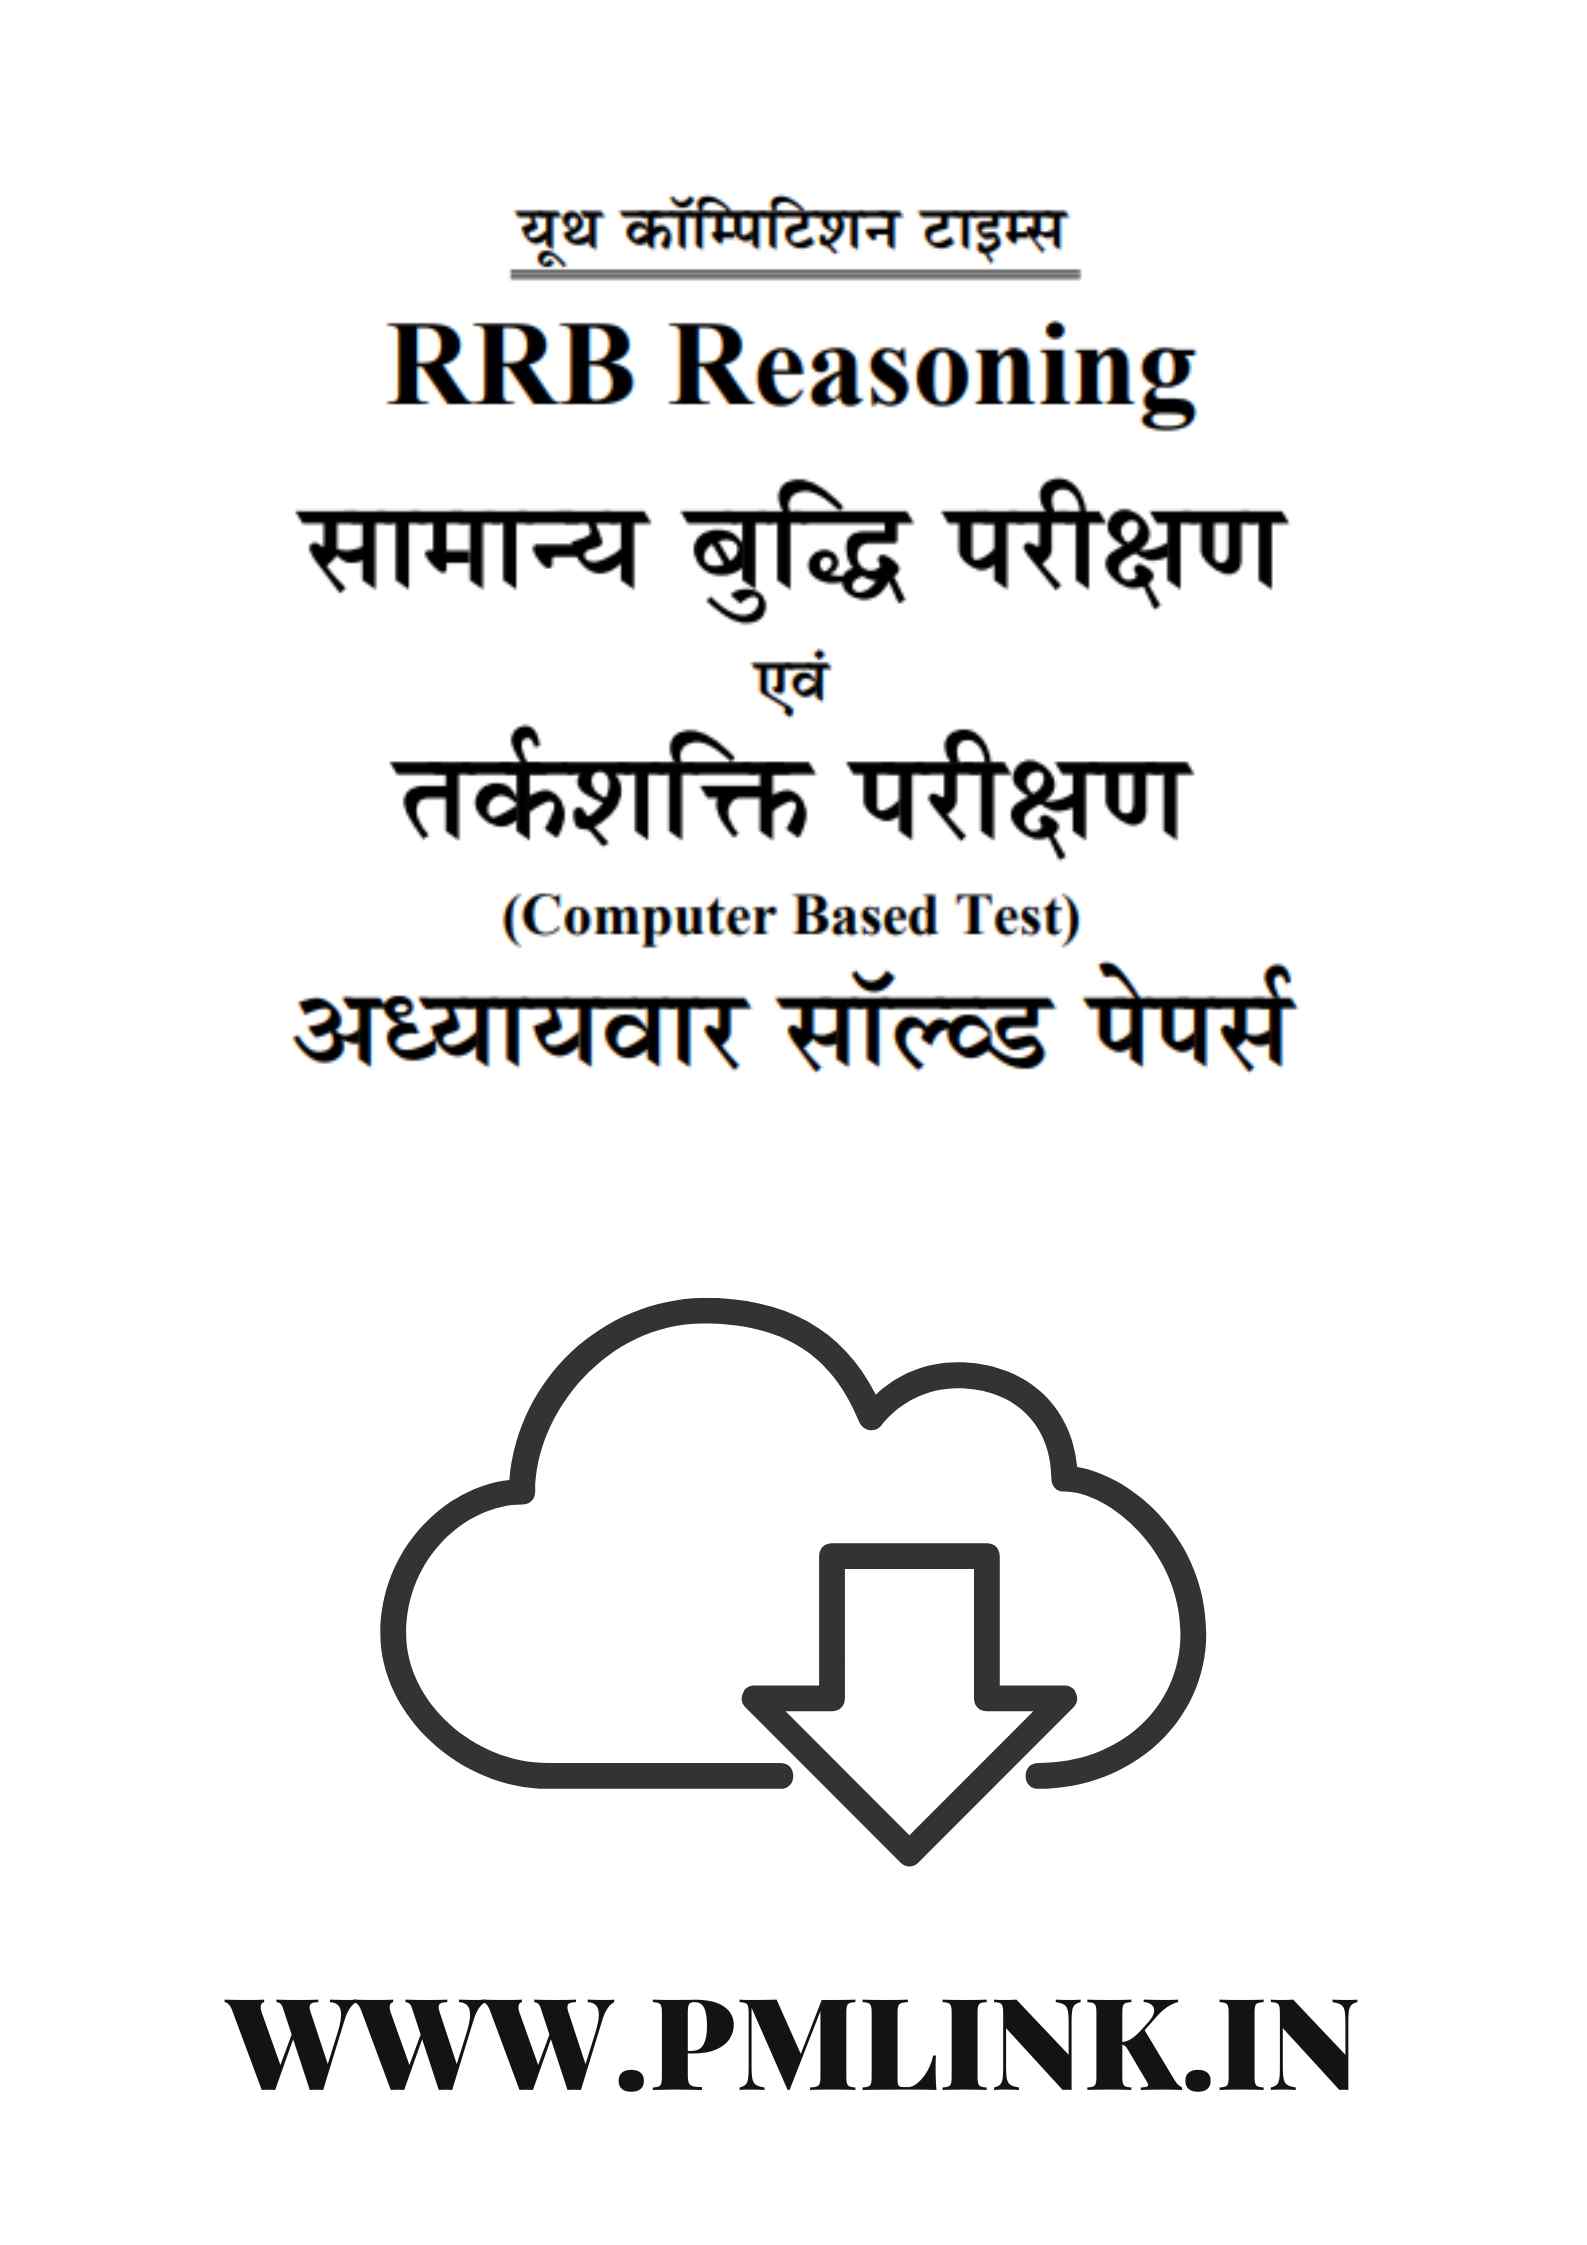 यूथ कॉम्पिटिशन टाइम्स
RRB Reasoning
सामान्य बुद्धि परीक्षण
एवं
तर्कशक्ति परीक्षण
(Computer Based Test)
अध्यायवार सॉल्व्ड पेपर्स
WWW.PMLINK.IN